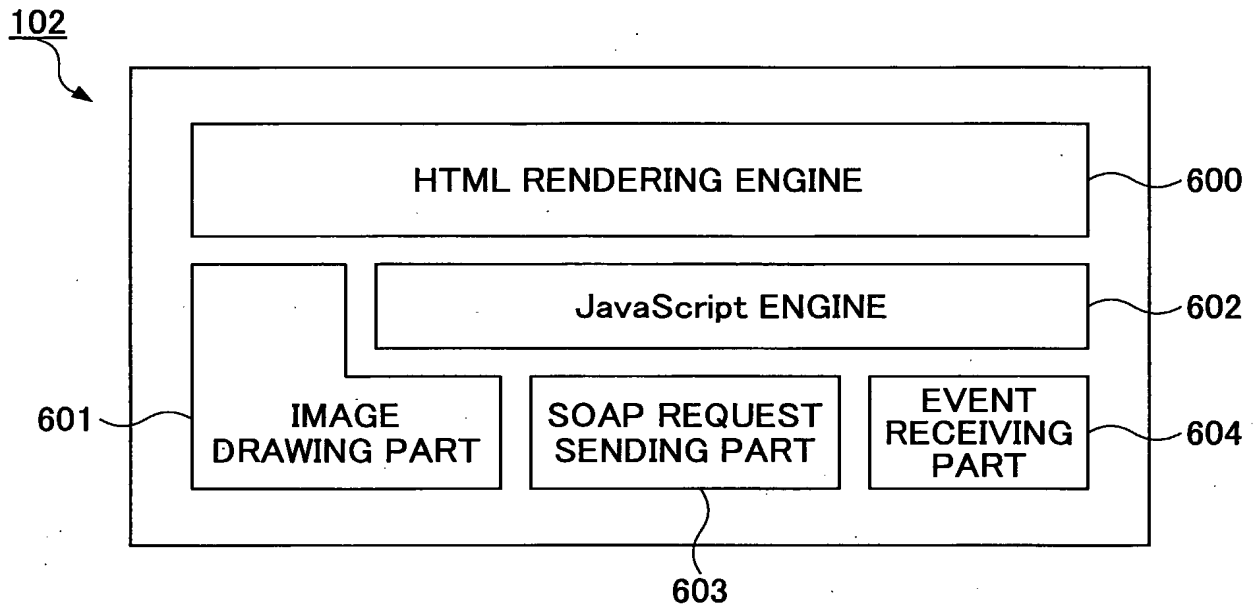 102
HTML RENDERING ENGINE
600
JavaScript ENGINE
602
601
IMAGE
DRAWING PART
SOAP REQUEST
SENDING PART
EVENT
RECEIVING
PART
604
603